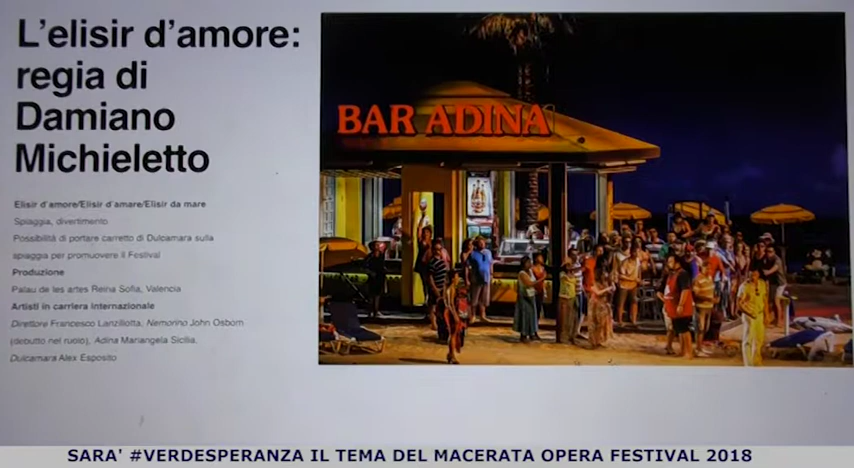 L'elisir d'amore:
regia di
Damiano
Michieletto
Elisir d'amore/Elisir d'amare/Elisir da mare
Spiaggia, divertimento
Possibilità di portare carretto di Dulcamara sulla
spiaggia per promuovere il Festival
Produzione
Palau de les artes Reina Sofia, Valencia
Artisti in carriera internazionale
Direttore Francesco Lanzillotta, Nemorino John Osborn
(debutto nel ruolo), Adina Mariangela Sicilia,
Dulcamara Alex Esposito
BAR ADINA
SARA' #VERDESPERANZA IL TEMA DEL MACERATA OPERA FESTIVAL 2018